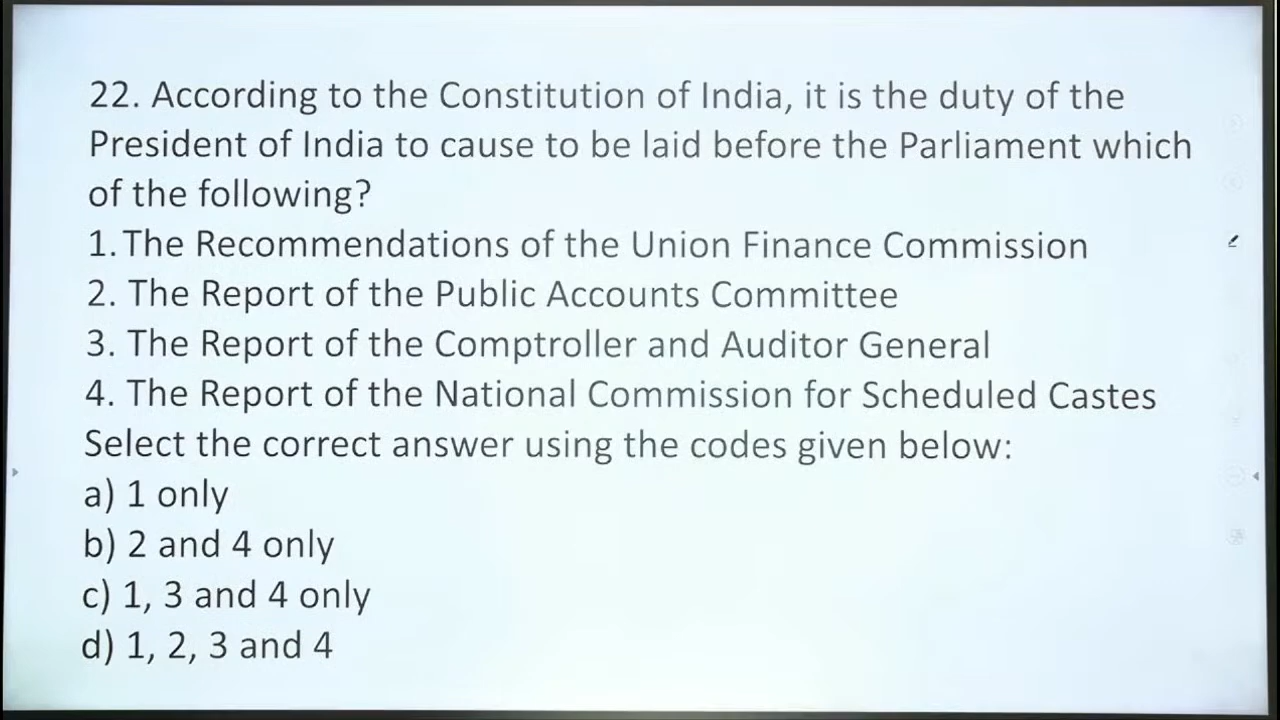 22. According to the Constitution of India, it is the duty of the
President of India to cause to be laid before the Parliament which
of the following?
1. The Recommendations of the Union Finance Commission
2. The Report of the Public Accounts Committee
3. The Report of the Comptroller and Auditor General
4. The Report of the National Commission for Scheduled Castes
Select the correct answer using the codes given below:
a) 1 only
b) 2 and 4 only
c) 1, 3 and 4 only
d) 1, 2, 3 and 4